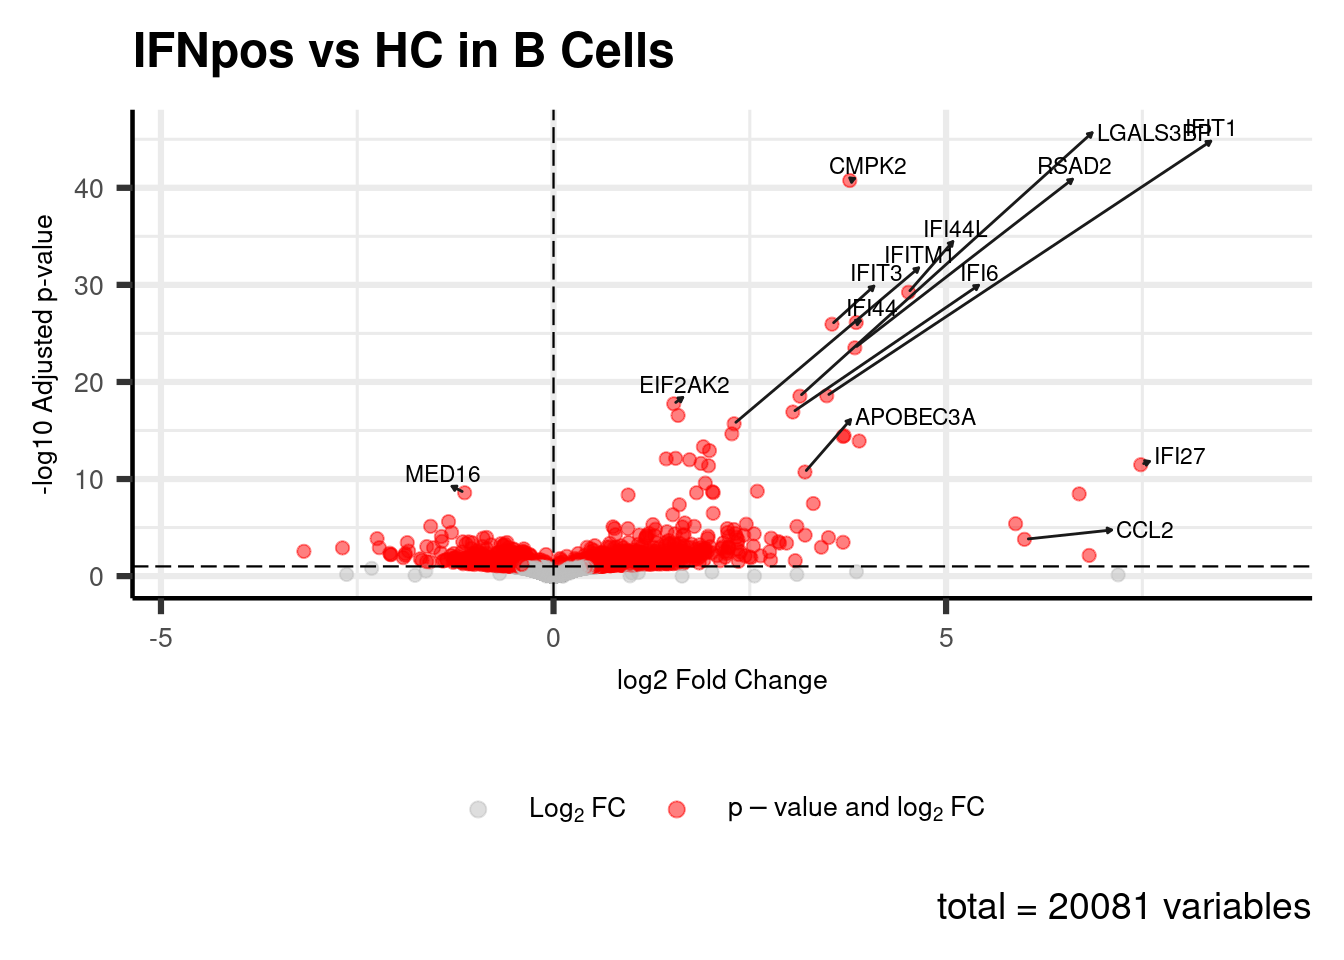 IFNpos vs HC in B Cells
-log10 Adjusted p-value
40
30
20
10
0
LGALS3BP
IFIT1
CMPK2
RSAD2
IFI44L
IFITM1
IFIT3
IFI6
IFI44
EIF2AK2
APOBEC3A
IFI27
MED16
CCL2
-5
0
5
log2 Fold Change
Log₂ FC
p − value and log₂ FC
total = 20081 variables